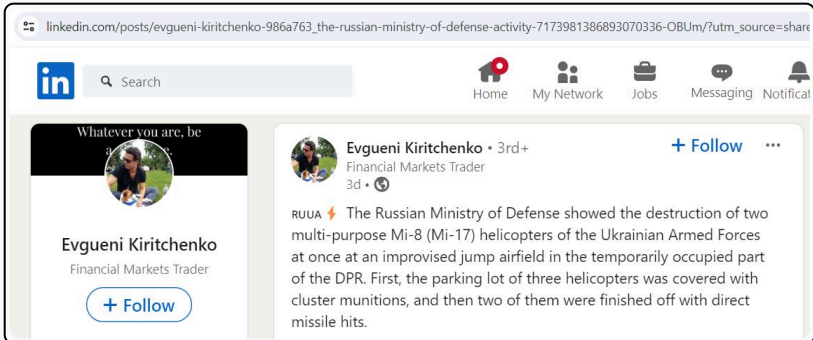 linkedin.com/posts/evgueni-kiritchenko-986a763_the-russian-ministry-of-defense-activity-7173981386893070336-OBUm/?utm_source=share
in
Search
Home
My Network
Jobs
Messaging
Notificat
Whatever you are, be
Evgueni Kiritchenko
Financial Markets Trader
+ Follow
Evgueni Kiritchenko • 3rd+
Financial Markets Trader
3d •
+ Follow
RUUA ⚡ The Russian Ministry of Defense showed the destruction of two
multi-purpose Mi-8 (Mi-17) helicopters of the Ukrainian Armed Forces
at once at an improvised jump airfield in the temporarily occupied part
of the DPR. First, the parking lot of three helicopters was covered with
cluster munitions, and then two of them were finished off with direct
missile hits.